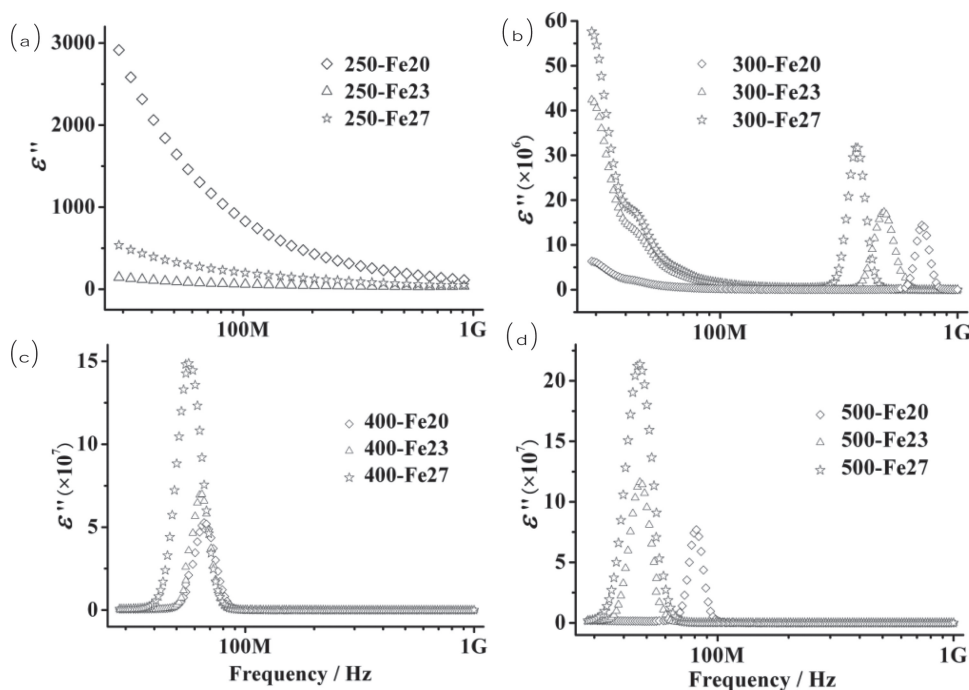 (a)
3000
2000
1000
0
ε''
250-Fe20
250-Fe23
250-Fe27
100M
1G
(b)
60
50
40
30
20
10
0
ε'' (×10⁶)
300-Fe20
300-Fe23
300-Fe27
100M
1G
(c)
15
10
5
0
ε'' (×10⁷)
400-Fe20
400-Fe23
400-Fe27
100M
1G
Frequency / Hz
(d)
20
15
10
5
0
ε'' (×10⁷)
500-Fe20
500-Fe23
500-Fe27
100M
1G
Frequency / Hz